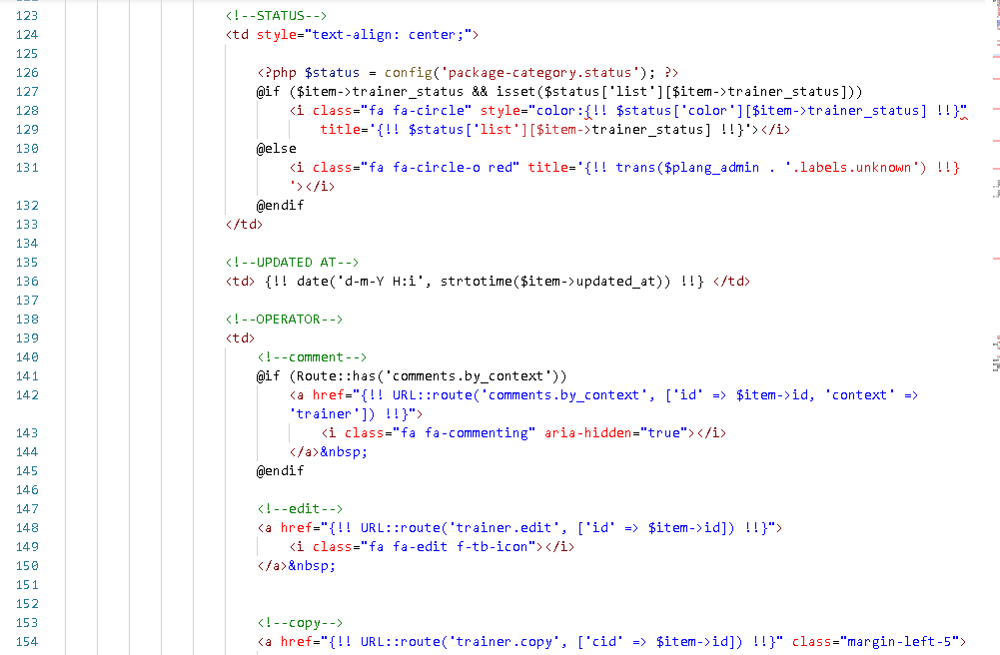 123 <!--STATUS-->
124 <td style="text-align: center;">
125
126 <?php $status = config('package-category.status'); ?>
127 @if ($item->trainer_status && isset($status['list'][$item->trainer_status]))
128 <i class="fa fa-circle" style="color:{!! $status['color'][$item->trainer_status] !!}"
129 title='{!! $status['list'][$item->trainer_status] !!}'></i>
130 @else
131 <i class="fa fa-circle-o red" title='{!! trans($plang_admin . '.labels.unknown') !!}
'></i>
132 @endif
133 </td>
134
135 <!--UPDATED AT-->
136 <td> {!! date('d-m-Y H:i', strtotime($item->updated_at)) !!} </td>
137
138 <!--OPERATOR-->
139 <td>
140 <!--comment-->
141 @if (Route::has('comments.by_context'))
142 <a href="{!! URL::route('comments.by_context', ['id' => $item->id, 'context' =>
'trainer']) !!}">
143 <i class="fa fa-commenting" aria-hidden="true"></i>
144 </a>&nbsp;
145 @endif
146
147 <!--edit-->
148 <a href="{!! URL::route('trainer.edit', ['id' => $item->id]) !!}">
149 <i class="fa fa-edit f-tb-icon"></i>
150 </a>&nbsp;
151
152
153 <!--copy-->
154 <a href="{!! URL::route('trainer.copy', ['cid' => $item->id]) !!}" class="margin-left-5">